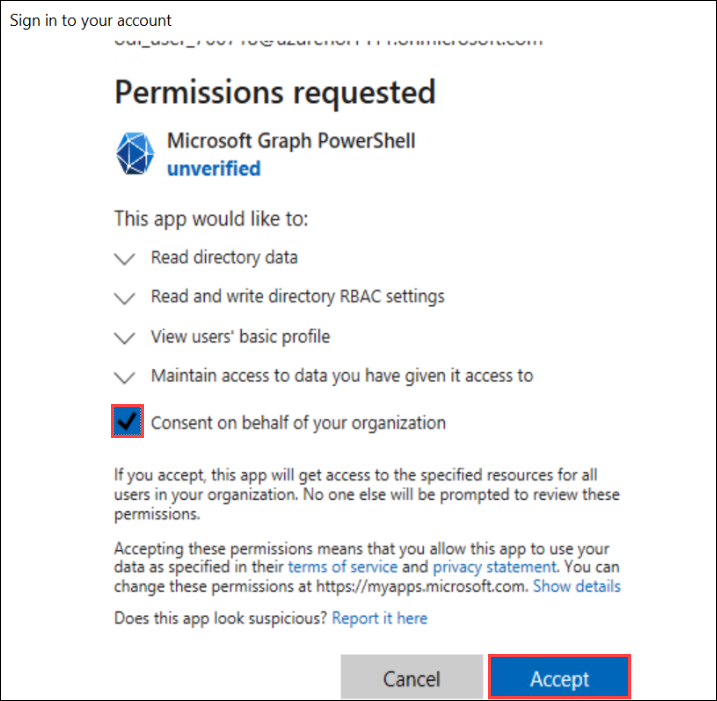 Sign in to your account
Permissions requested
Microsoft Graph PowerShell
unverified
This app would like to:
Read directory data
Read and write directory RBAC settings
View users' basic profile
Maintain access to data you have given it access to
Consent on behalf of your organization
If you accept, this app will get access to the specified resources for all
users in your organization. No one else will be prompted to review these
permissions.
Accepting these permissions means that you allow this app to use your
data as specified in their terms of service and privacy statement. You can
change these permissions at https://myapps.microsoft.com. Show details
Does this app look suspicious? Report it here
Cancel
Accept